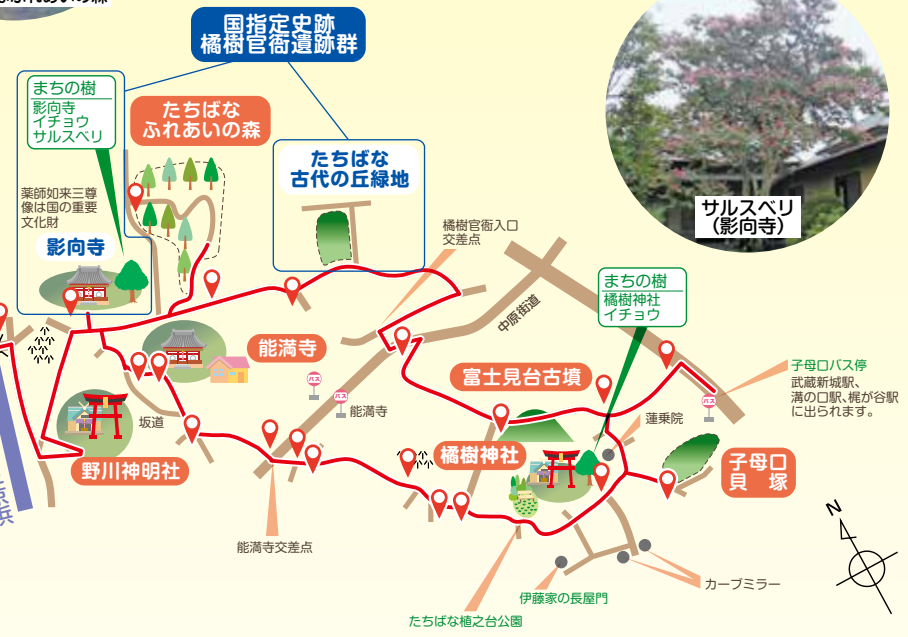 国指定史跡
橘樹官衙遺跡群
まちの樹
影向寺
イチョウ
サルスベリ
たちばな
ふれあいの森
たちばな
古代の丘緑地
薬師如来三尊
像は国の重要
文化財
影向寺
サルスベリ
(影向寺)
橘樹官衙入口
交差点
中原街道
まちの樹
橘樹神社
イチョウ
能満寺
バス
バス
能満寺
富士見台古墳
子母口バス停
武蔵新城駅、
溝の口駅、梶が谷駅
に出られます。
バス
坂道
蓮乗院
野川神明社
橘樹神社
子母口
貝塚
能満寺交差点
N
カーブミラー
伊藤家の長屋門
たちばな植之台公園